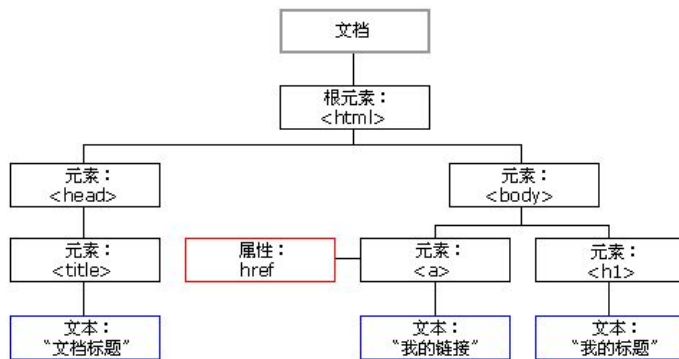 文档
根元素：
<html>
元素：
<head>
元素：
<body>
元素：
<title>
属性：
href
元素：
<a>
元素：
<h1>
文本：
“文档标题”
文本：
“我的链接”
文本：
“我的标题”